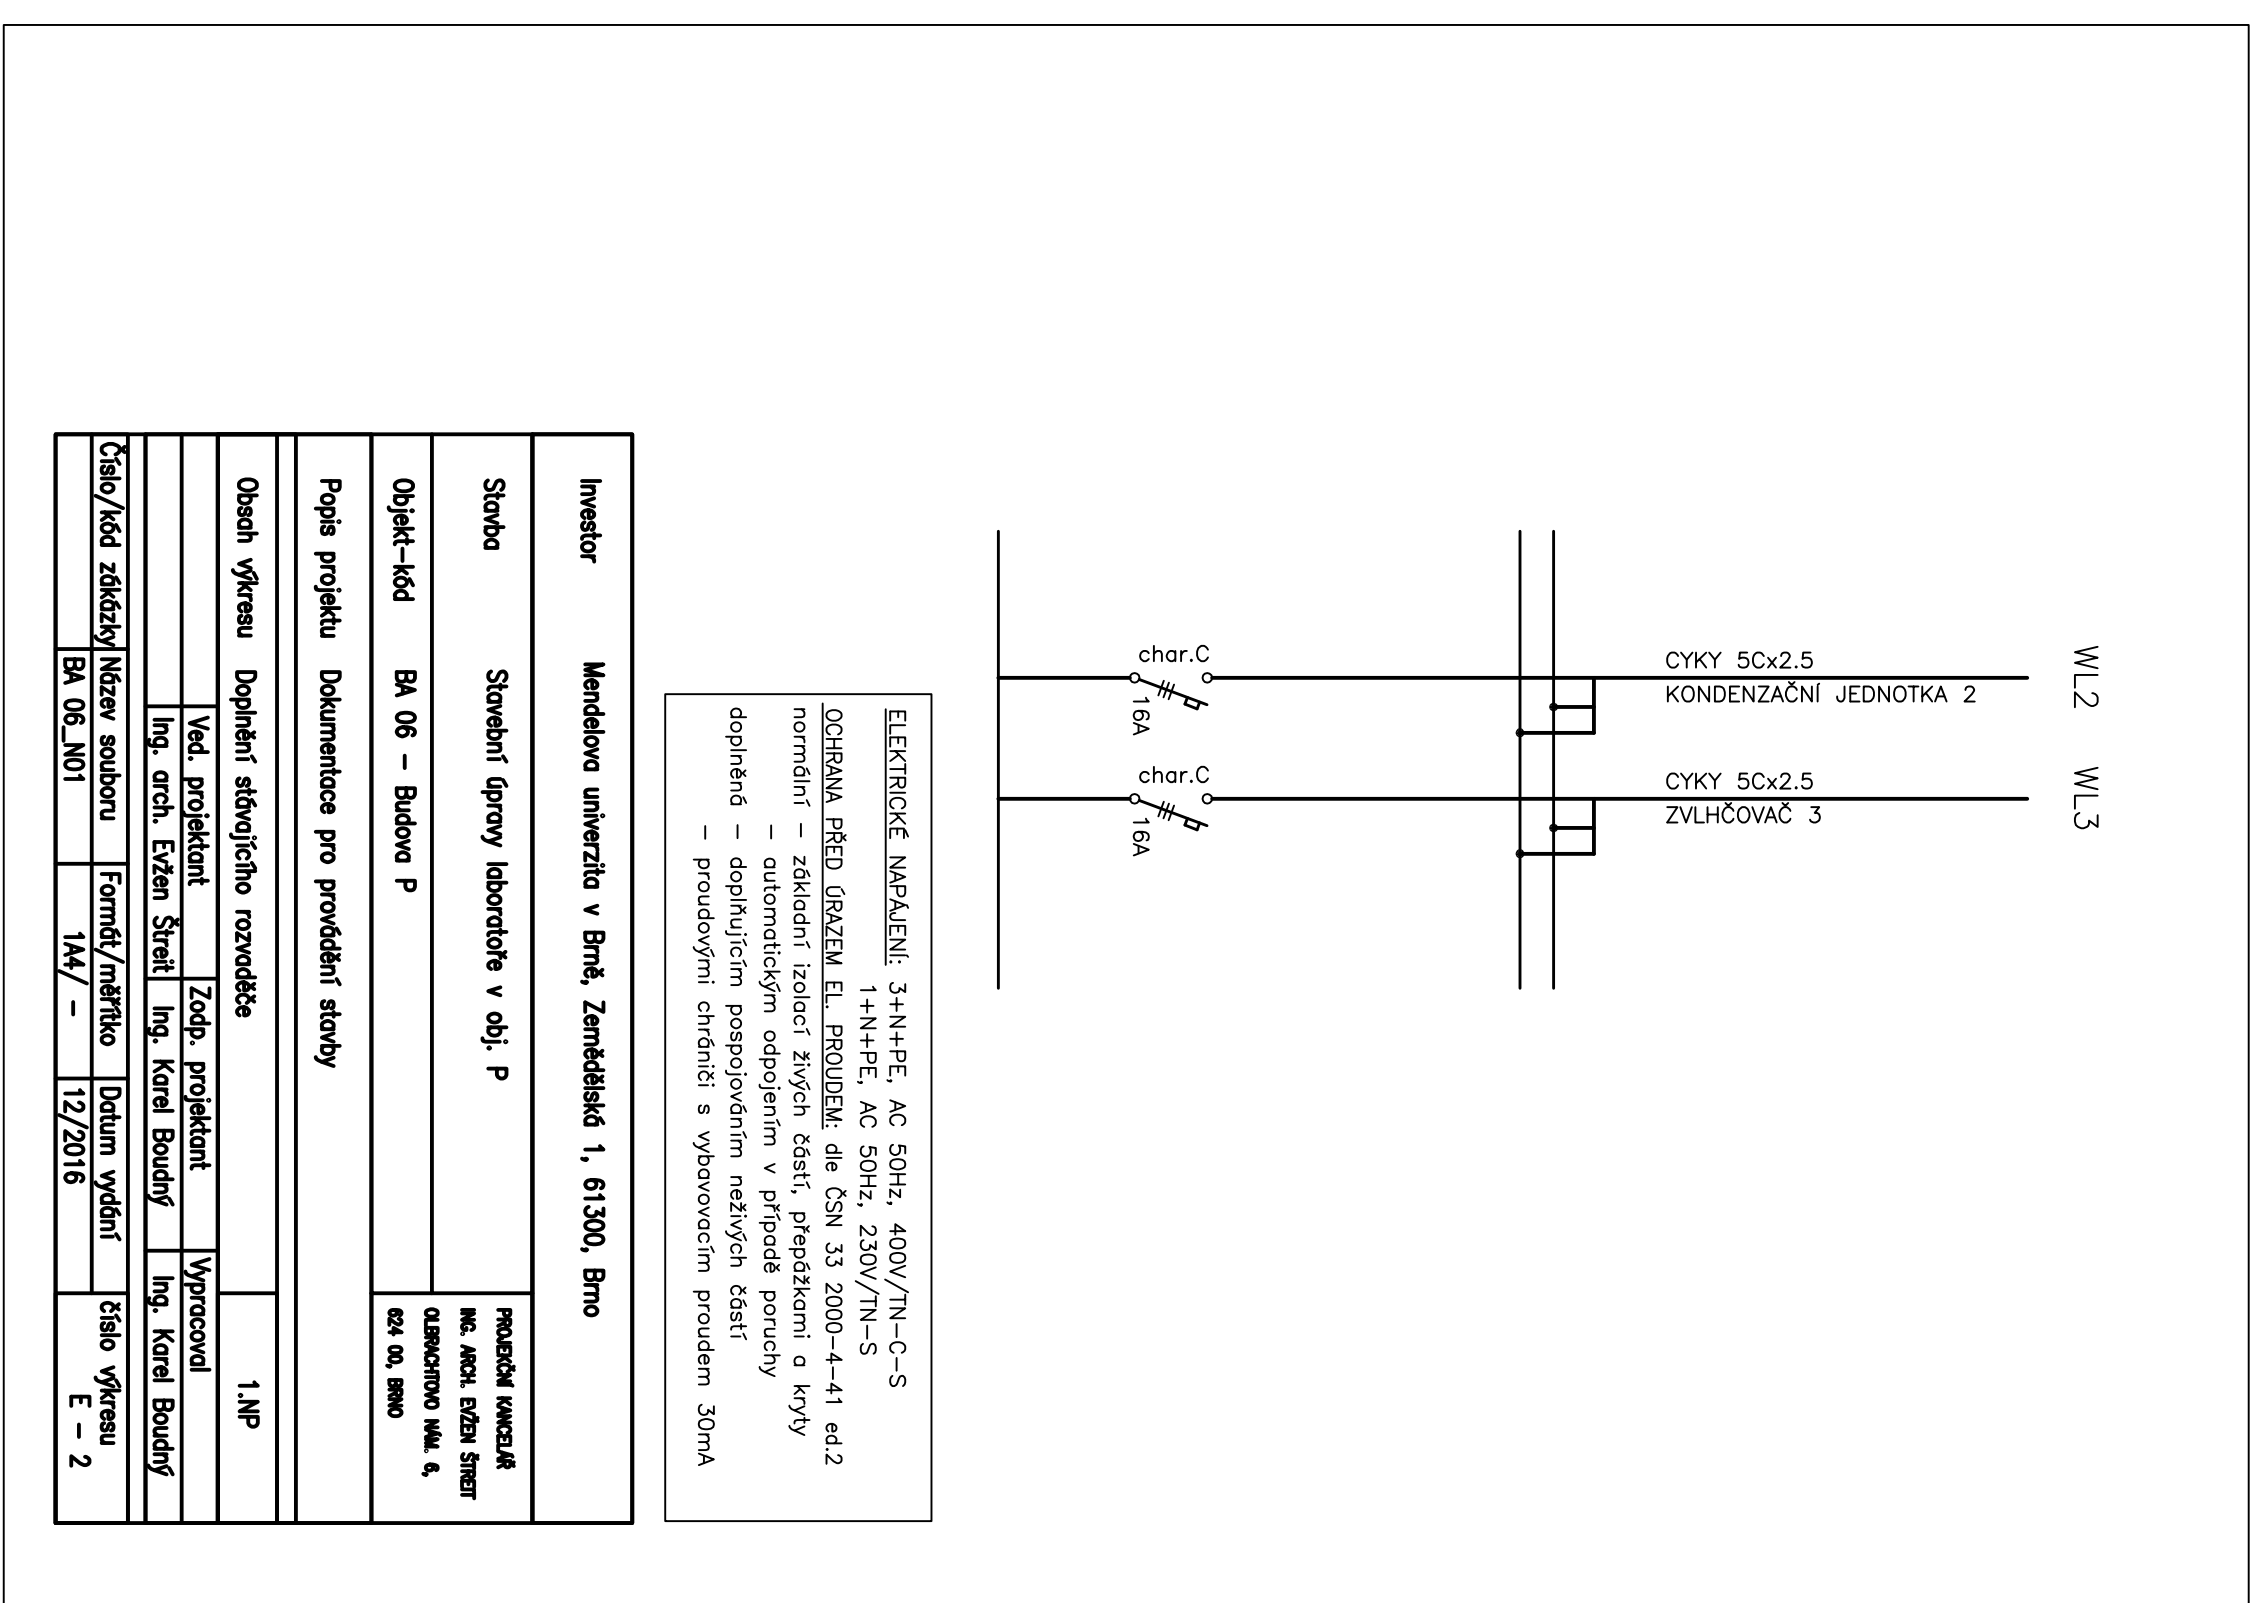 WL2
WL3
CYKY 5Cx2.5
KONDENZAČNÍ JEDNOTKA 2
CYKY 5Cx2.5
ZVLHČOVAČ 3
char.C
16A
char.C
16A
ELEKTRICKÉ NAPÁJENÍ: 3+N+PE, AC 50Hz, 400V/TN-C-S
1+N+PE, AC 50Hz, 230V/TN-S
OCHRANA PŘED ÚRAZEM EL. PROUDEM: dle ČSN 33 2000-4-41 ed.2
normální - základní izolací živých částí, přepážkami a kryty
- automatickým odpojením v případě poruchy
doplněná - doplňujícím pospojováním neživých částí
- proudovými chrániči s vybavovacím proudem 30mA
Investor Mendelova univerzita v Brně, Zemědělská 1, 61300, Brno
Stavba Stavební úpravy laboratoře v obj. P
Objekt-kód BA 06 - Budova P
PROJEKČNÍ KANCELÁŘ
ING. ARCH. EVŽEN ŠTREIT
OLBRACHTOVO NÁM. 6,
624 00, BRNO
Popis projektu Dokumentace pro provádění stavby
Obsah výkresu Doplnění stávajícího rozvaděče 1.NP
Ved. projektant Zodp. projektant Vypracoval
Ing. arch. Evžen Štreit Ing. Karel Boudný Ing. Karel Boudný
Číslo/kód zákázky Název souboru Formát/měřítko Datum vydání číslo výkresu
BA 06_N01 1A4/ - 12/2016 E - 2